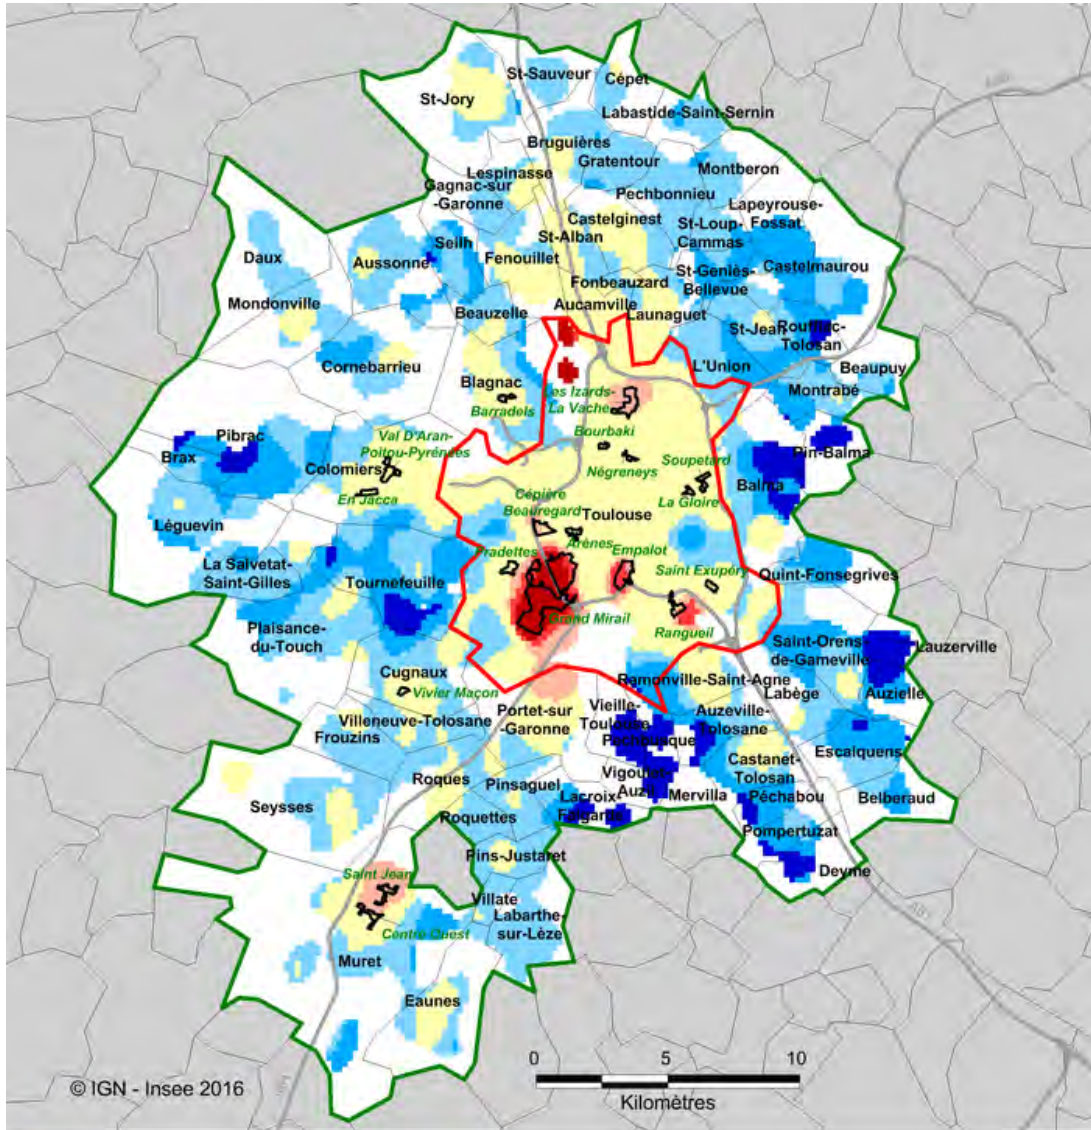 St-Sauveur
Cépet
St-Jory
Labastide-Saint-Sernin
Bruguières
Gratentour
Lespinasse
Montberon
Gagnac-sur
-Garonne
Pechbonnieu
Lapeyrouse-
Fossat
Castelginest
St-Loup-
Cammas
St-Alban
Seilh
Daux
Aussonne
Fenouillet
St-Geniès-
Bellevue
Castelmaurou
Fonbeauzard
Mondonville
Aucamville
Beauzelle
Launaguet
St-Jean
Rouffiac-
Tolosan
Cornebarrieu
L'Union
Beaupuy
Blagnac
Les Izards-
La Vache
Montrabé
Barradels
Bourbaki
Val D'Aran-
Poitou-Pyrénées
Pibrac
Brax
Pin-Balma
Négreneys
Soupetard
Colomiers
Balma
En Jacca
Cépière
Beauregard
La Gloire
Toulouse
Léguevin
Arènes
Pradettes
Empalot
La Salvetat-
Saint-Gilles
Tournefeuille
Saint Exupéry
Quint-Fonsegrives
Grand Mirail
Rangueil
Plaisance-
du-Touch
Saint-Orens
de-Gameville
Lauzerville
Cugnaux
Ramonville-Saint-Agne
Labège
Auzielle
Vivier Maçon
Portet-sur
-Garonne
Vieille-
Toulouse
Auzeville-
Tolosane
Villeneuve-Tolosane
Frouzins
Pechbusque
Escalquens
Castanet-
Tolosan
Roques
Pinsaguel
Vigoulet-
Auzil
Mervilla
Péchabou
Belberaud
Seysses
Lacroix-
Falgarde
Roquettes
Pompertuzat
Pins-Justaret
Deyme
Saint Jean
Villate
Labarthe-
sur-Lèze
Centre Ouest
A61
Muret
Eaunes
0 5 10
Kilomètres
© IGN - Insee 2016